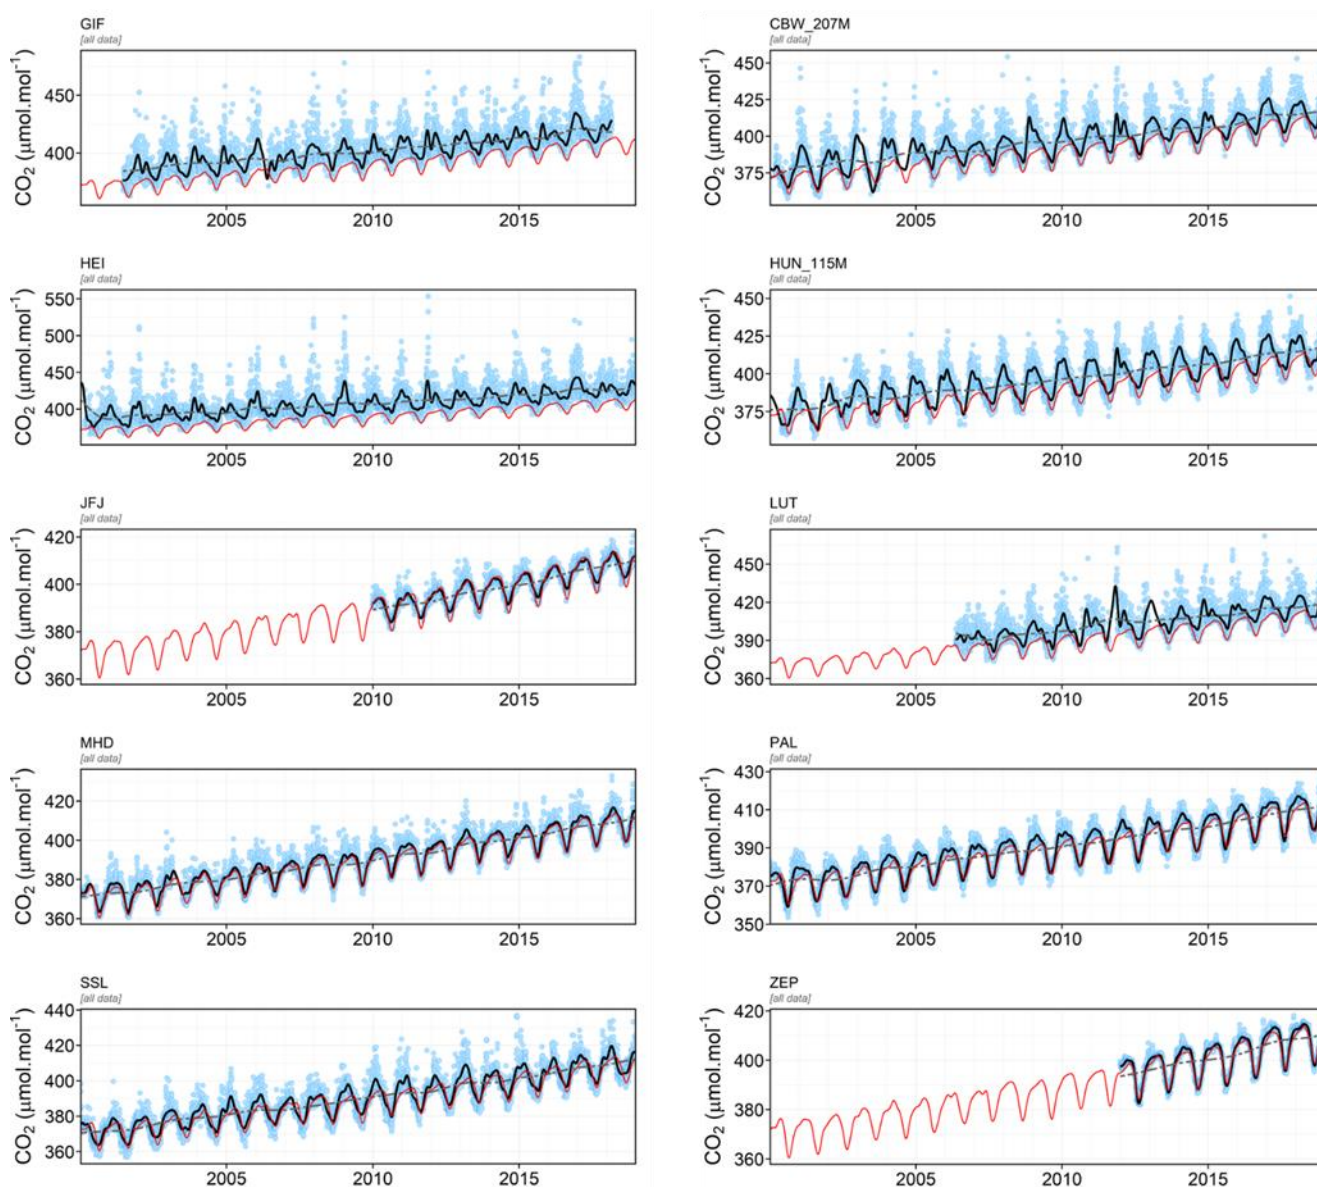 GIF
[all data]
CO2 (μmol.mol-1)
450
400
2005 2010 2015
CBW_207M
[all data]
CO2 (μmol.mol-1)
450
425
400
375
2005 2010 2015
HEI
[all data]
CO2 (μmol.mol-1)
550
500
450
400
2005 2010 2015
HUN_115M
[all data]
CO2 (μmol.mol-1)
450
425
400
375
2005 2010 2015
JFJ
[all data]
CO2 (μmol.mol-1)
420
400
380
360
2005 2010 2015
LUT
[all data]
CO2 (μmol.mol-1)
450
420
390
360
2005 2010 2015
MHD
[all data]
CO2 (μmol.mol-1)
420
400
380
360
2005 2010 2015
PAL
[all data]
CO2 (μmol.mol-1)
430
410
390
370
350
2005 2010 2015
SSL
[all data]
CO2 (μmol.mol-1)
440
420
400
380
360
2005 2010 2015
ZEP
[all data]
CO2 (μmol.mol-1)
420
400
380
360
2005 2010 2015